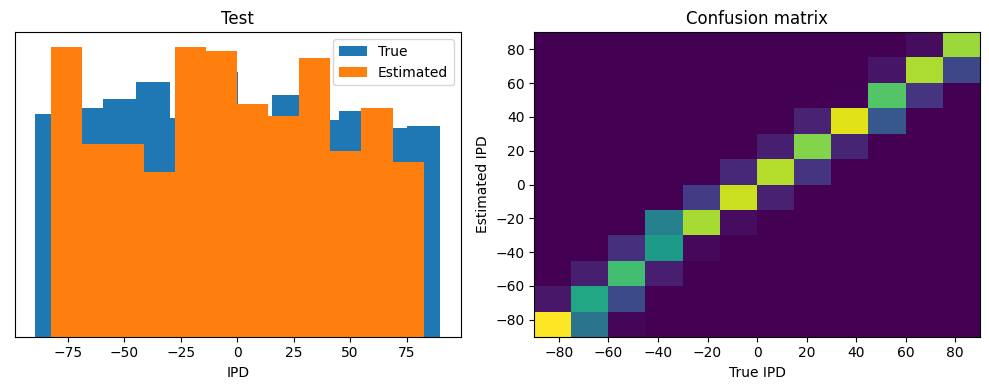 Test
True
Estimated
−75 −50 −25 0 25 50 75
IPD
Confusion matrix
Estimated IPD
80
60
40
20
0
−20
−40
−60
−80
−80 −60 −40 −20 0 20 40 60 80
True IPD